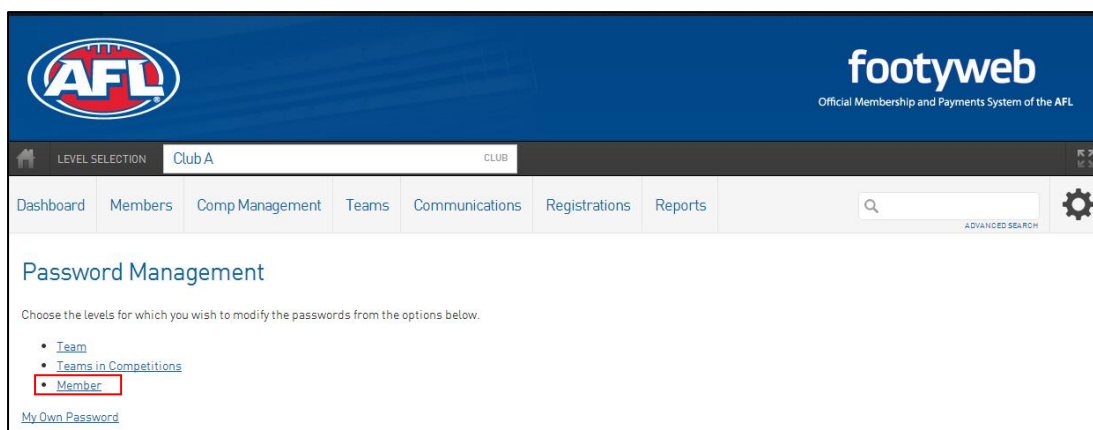 AFL
footyweb
Official Membership and Payments System of the AFL
LEVEL SELECTION Club A CLUB
Dashboard Members Comp Management Teams Communications Registrations Reports
ADVANCED SEARCH
Password Management
Choose the levels for which you wish to modify the passwords from the options below.
Team
Teams in Competitions
Member
My Own Password